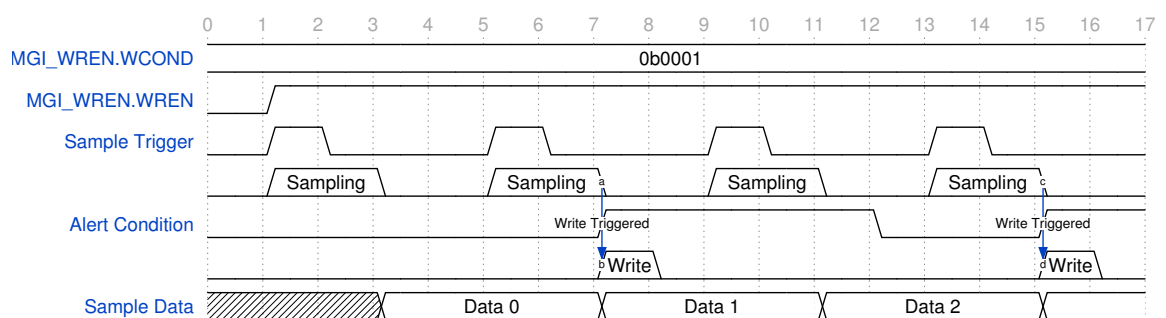 0 1 2 3 4 5 6 7 8 9 10 11 12 13 14 15 16 17
MGI_WREN.WCOND 0b0001
MGI_WREN.WREN
Sample Trigger
Sampling Sampling a Sampling Sampling c
Alert Condition Write Triggered Write Triggered
b Write d Write
Sample Data Data 0 Data 1 Data 2